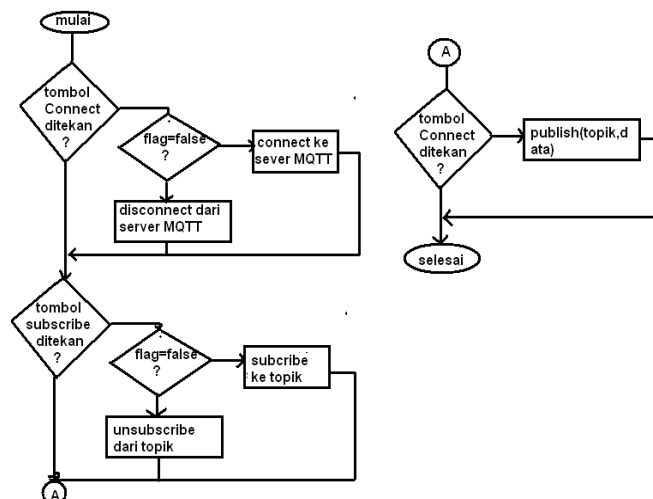 mulai
tombol
Connect
ditekan
?
flag=false
?
connect ke
sever MQTT
disconnect dari
server MQTT
tombol
subscribe
ditekan
?
flag=false
?
subcribe
ke topik
unsubscribe
dari topik
A
A
tombol
Connect
ditekan
?
publish(topik,d
ata)
selesai